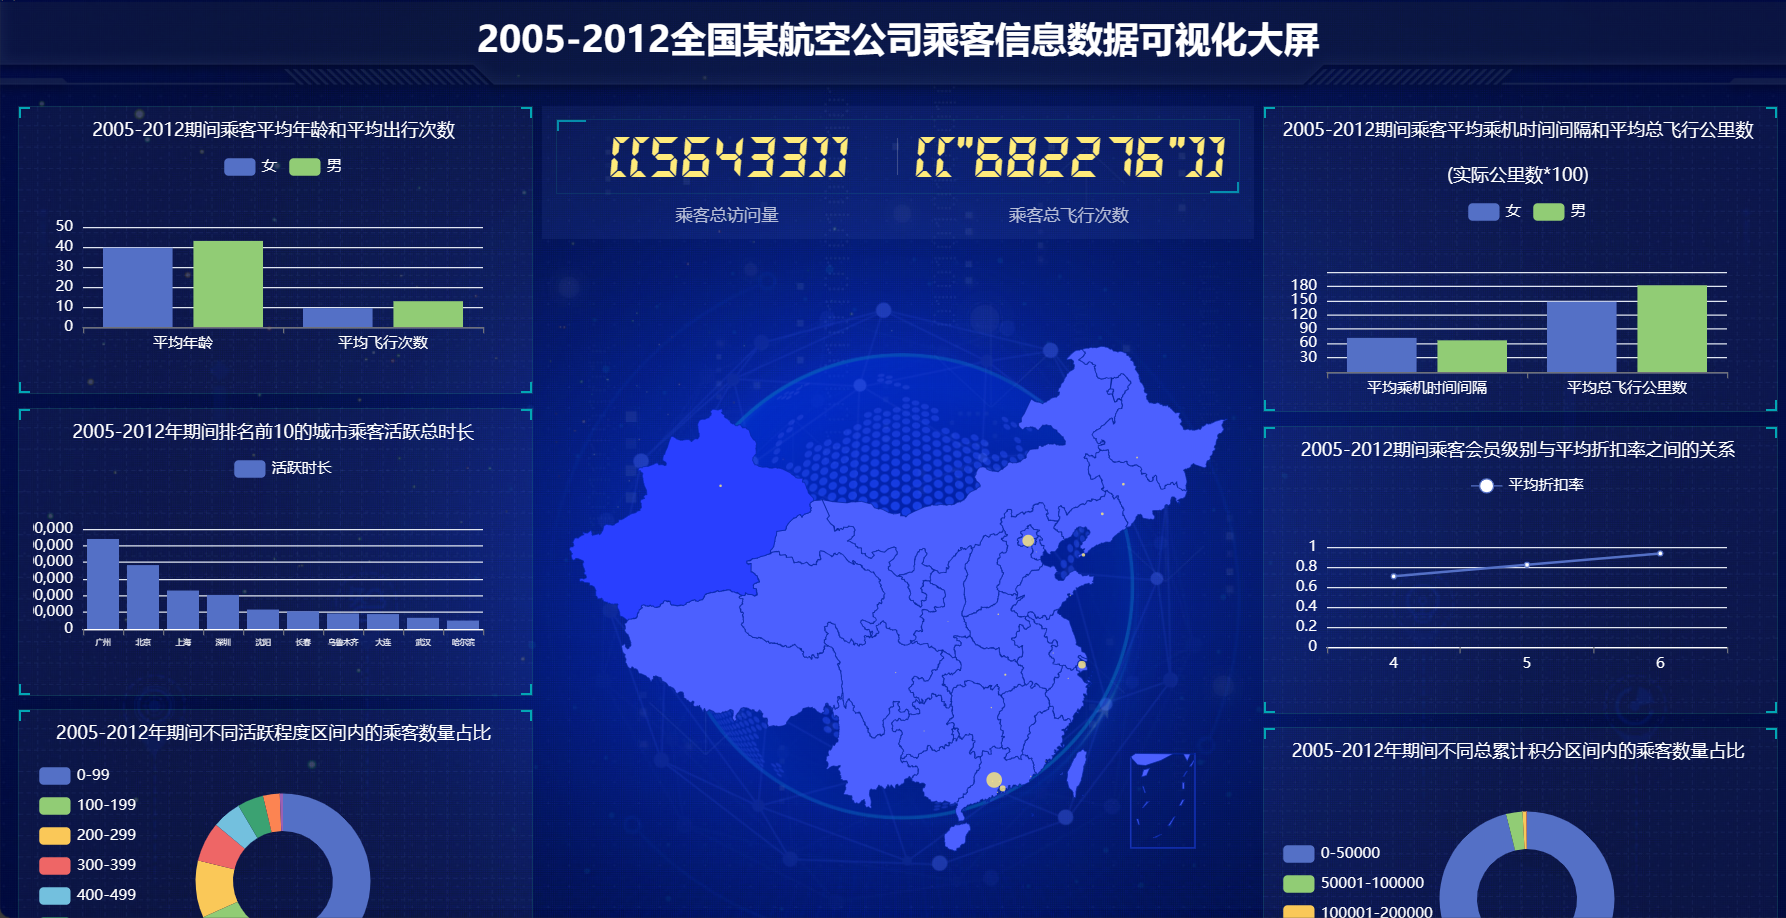 2005-2012全国某航空公司乘客信息数据可视化大屏
2005-2012期间乘客平均年龄和平均出行次数
女 男
50
40
30
20
10
0
平均年龄 平均飞行次数
2005-2012年期间排名前10的城市乘客活跃总时长
活跃时长
0,000
0,000
0,000
0,000
0,000
0,000
0
广州 北京 上海 深圳 沈阳 长春 乌鲁木齐 大连 武汉 哈尔滨
2005-2012年期间不同活跃程度区间内的乘客数量占比
0-99
100-199
200-299
300-399
400-499
[[56433]] [["682276"]]
乘客总访问量 乘客总飞行次数
2005-2012期间乘客平均乘机时间间隔和平均总飞行公里数
(实际公里数*100)
女 男
180
150
120
90
60
30
平均乘机时间间隔 平均总飞行公里数
2005-2012期间乘客会员级别与平均折扣率之间的关系
平均折扣率
1
0.8
0.6
0.4
0.2
0
4 5 6
2005-2012年期间不同总累计积分区间内的乘客数量占比
0-50000
50001-100000
100001-200000